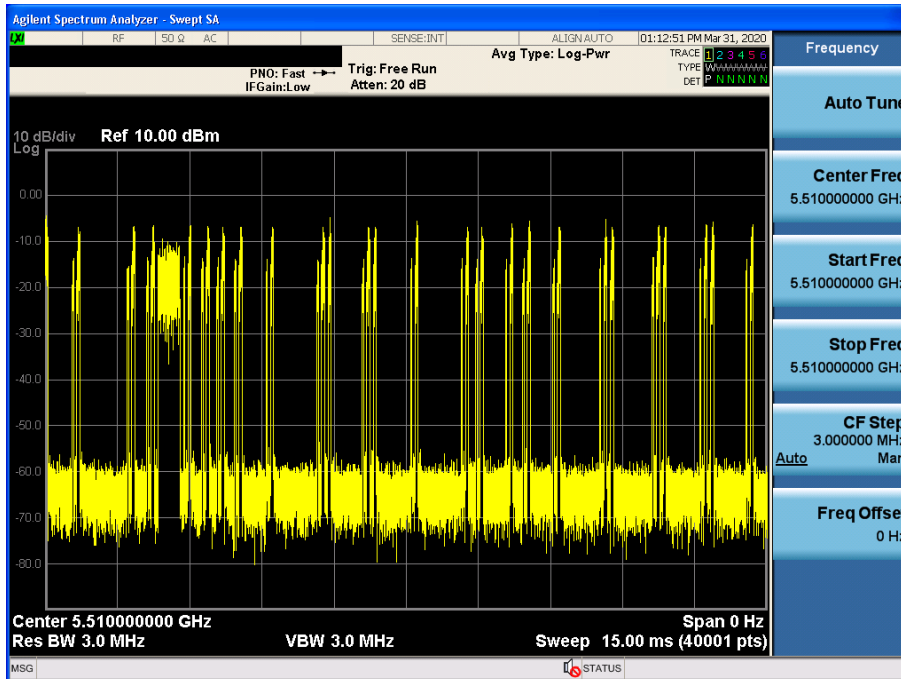 Agilent Spectrum Analyzer - Swept SA
LXI RF 50 Ω AC SENSE:INT ALIGN AUTO 01:12:51 PM Mar 31, 2020
Avg Type: Log-Pwr
TRACE 1 2 3 4 5 6
TYPE
DET P N N N N N
PNO: Fast
IFGain:Low
Trig: Free Run
Atten: 20 dB
10 dB/div
Log
Ref 10.00 dBm
0.00
-10.0
-20.0
-30.0
-40.0
-50.0
-60.0
-70.0
-80.0
Center 5.510000000 GHz Span 0 Hz
Res BW 3.0 MHz VBW 3.0 MHz Sweep 15.00 ms (40001 pts)
MSG STATUS
Frequency
Auto Tune
Center Freq
5.510000000 GHz
Start Freq
5.510000000 GHz
Stop Freq
5.510000000 GHz
CF Step
3.000000 MHz
Auto Man
Freq Offset
0 Hz